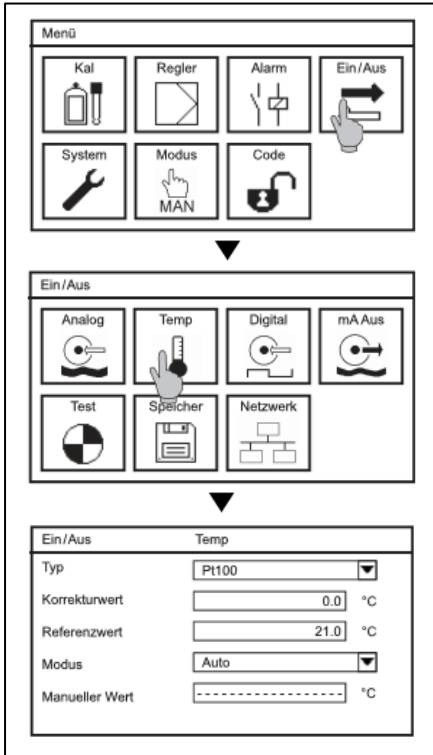 Menü
Kal Regler Alarm Ein/Aus
System Modus Code
MAN
Ein/Aus
Analog Temp Digital mA Aus
Test Speicher Netzwerk
Ein/Aus Temp
Typ Pt100
Korrekturwert 0.0 °C
Referenzwert 21.0 °C
Modus Auto
Manueller Wert ----------------- °C